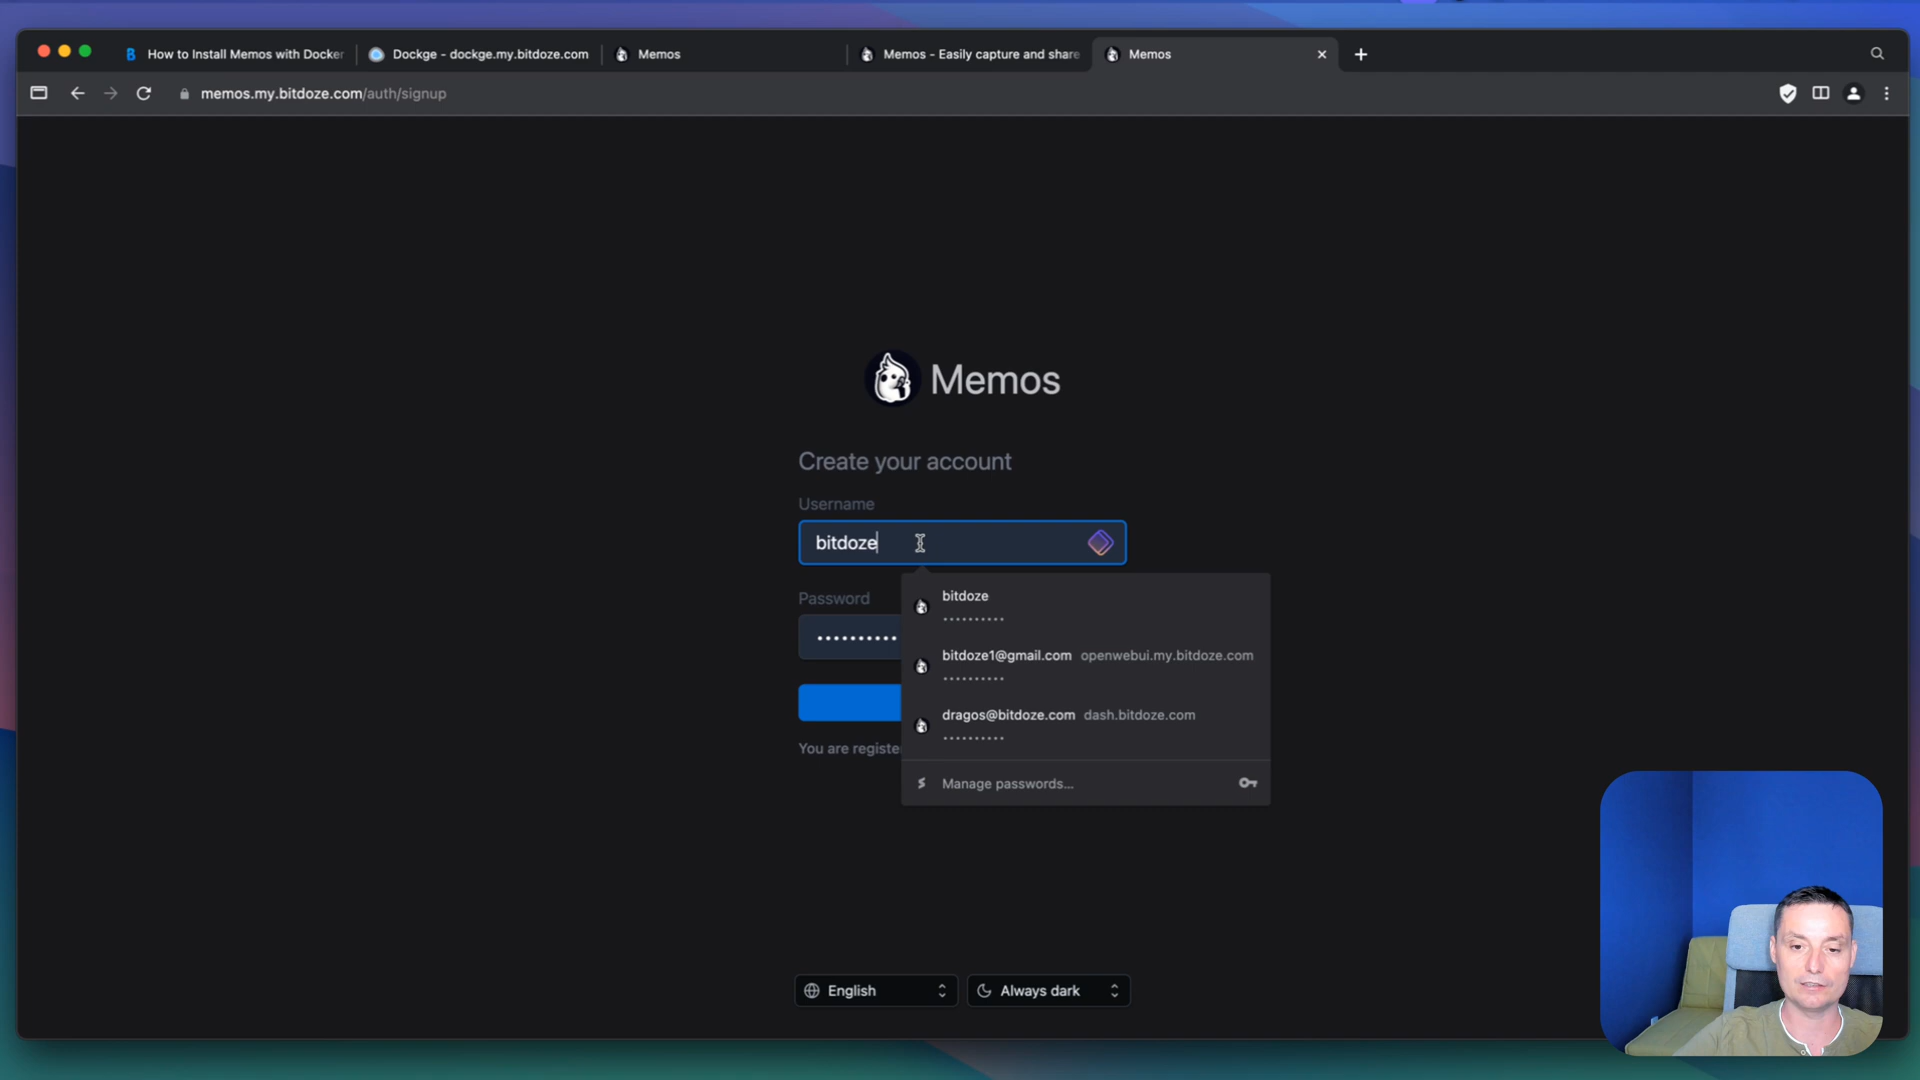 How to Install Memos with Docker
Dockge - dockge.my.bitdoze.com
Memos
Memos - Easily capture and share
Memos
memos.my.bitdoze.com/auth/signup
Memos
Create your account
Username
bitdoze
Password
••••••••••
You are registe
bitdoze
••••••••••
bitdoze1@gmail.com openwebui.my.bitdoze.com
••••••••••
dragos@bitdoze.com dash.bitdoze.com
••••••••••
Manage passwords...
English
Always dark